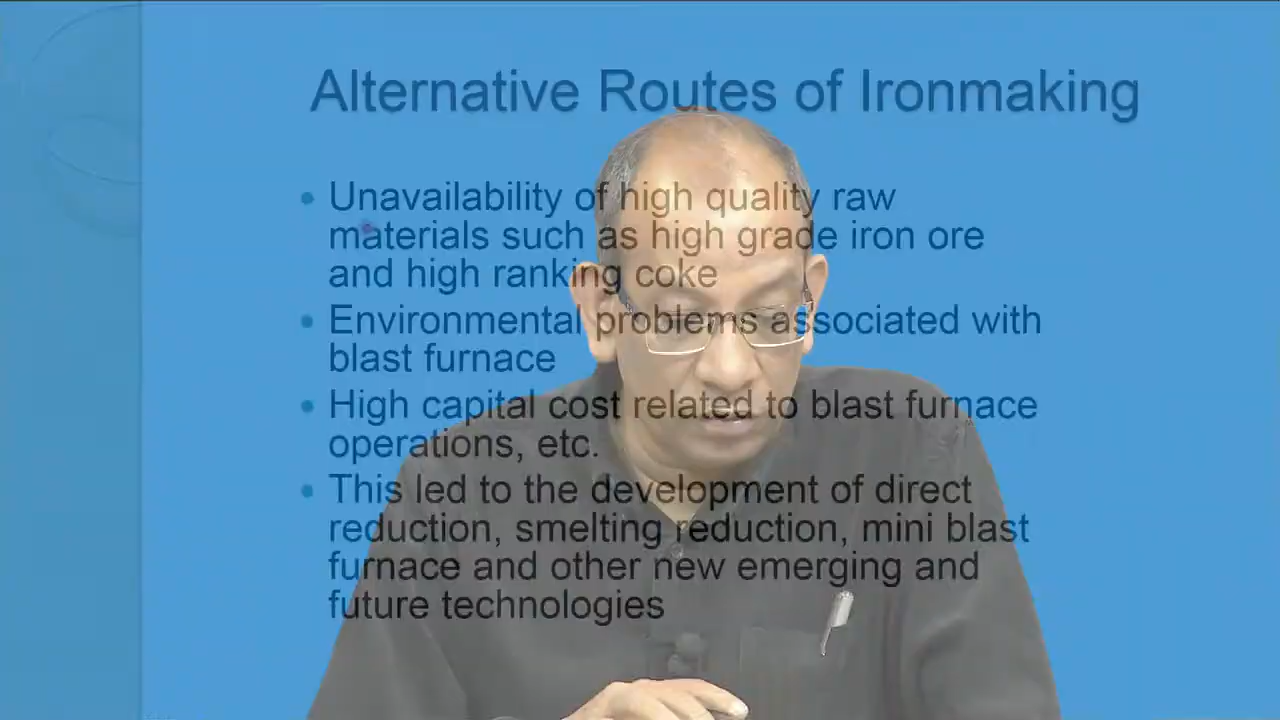 Alternative Routes of Ironmaking
• Unavailability of high quality raw
materials such as high grade iron ore
and high ranking coke
• Environmental problems associated with
blast furnace
• High capital cost related to blast furnace
operations, etc.
• This led to the development of direct
reduction, smelting reduction, mini blast
furnace and other new emerging and
future technologies